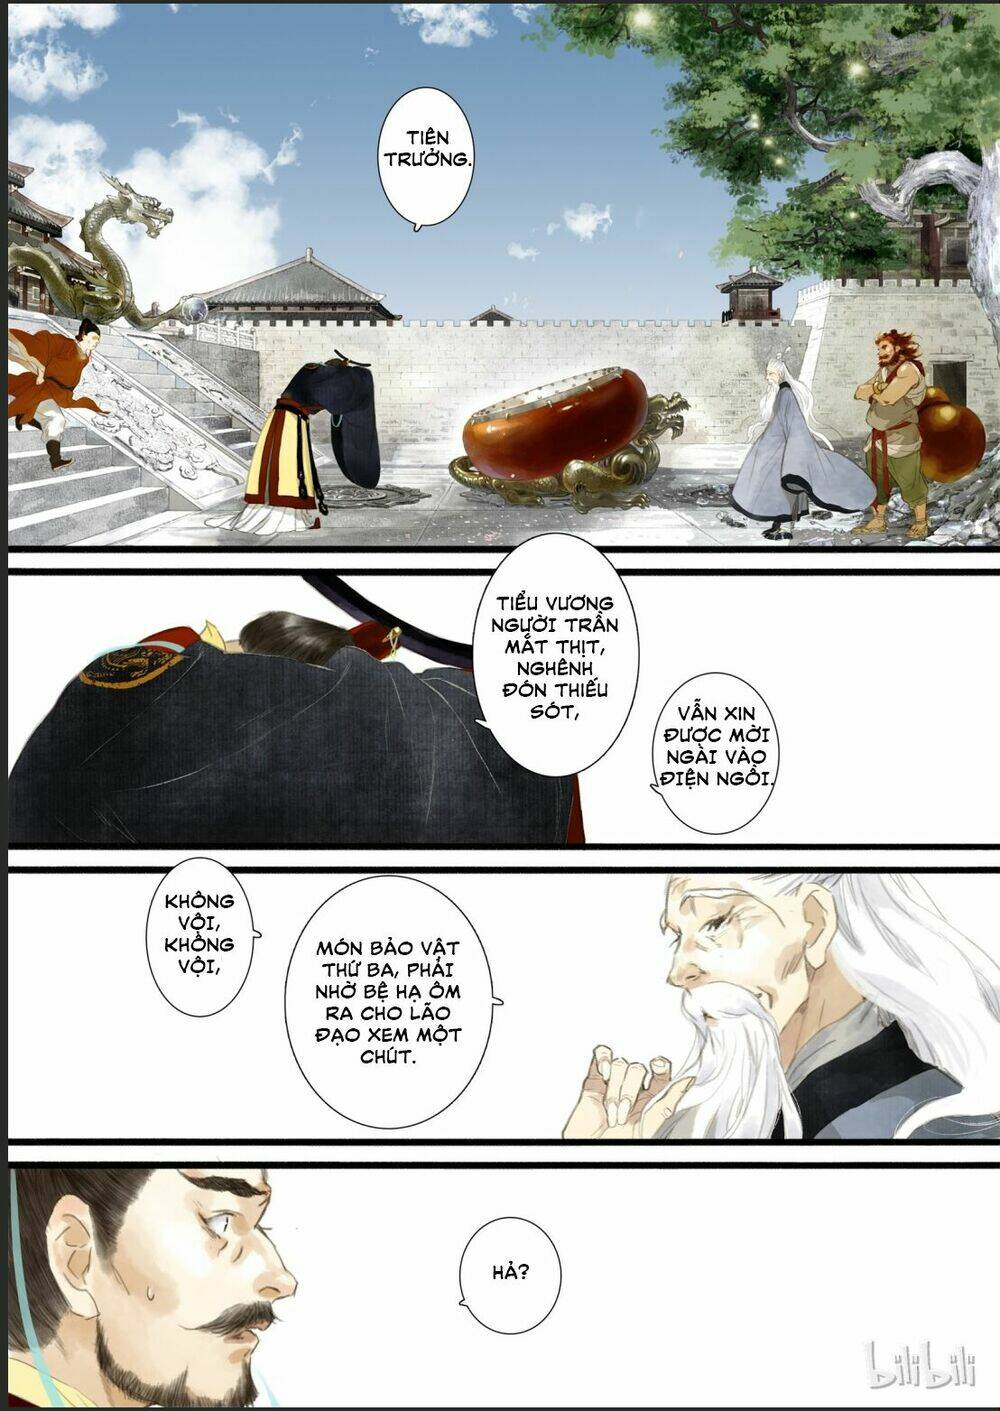 TIÊN
TRƯỞNG.
TIỂU VƯƠNG
NGƯỜI TRẦN
MẮT THỊT,
NGHÊNH
ĐÓN THIẾU
SÓT,
VẪN XIN
ĐƯỢC MỜI
NGÀI VÀO
ĐIỆN NGỒI.
KHÔNG
VỘI,
KHÔNG
VỘI,
MÓN BẢO VẬT
THỨ BA, PHẢI
NHỜ BỆ HẠ ÔM
RA CHO LÃO
ĐẠO XEM MỘT
CHÚT.
HẢ?
bilibili